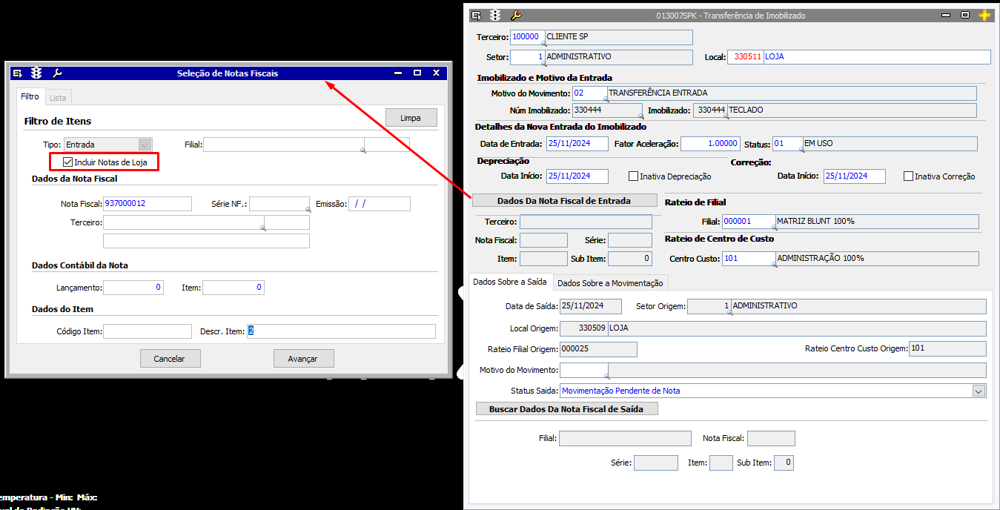 Seleção de Notas Fiscais
Filtro Lista
Filtro de Itens
Limpa
Tipo: Entrada Filial:
Incluir Notas de Loja
Dados da Nota Fiscal
Nota Fiscal: 937000012 Série NF.: Emissão: / /
Terceiro:
Dados Contábil da Nota
Lançamento: 0 Item: 0
Dados do Item
Código Item: Descr. Item: 2
Cancelar Avançar
013007SPK - Transferência de Imobilizado
Terceiro: 100000 CLIENTE SP
Setor: 1 ADMINISTRATIVO Local: 330511 LOJA
Imobilizado e Motivo da Entrada
Motivo do Movimento: 02 TRANSFERÊNCIA ENTRADA
Núm Imobilizado: 330444 Imobilizado: 330444 TECLADO
Detalhes da Nova Entrada do Imobilizado
Data de Entrada: 25/11/2024 Fator Aceleração: 1.00000 Status: 01 EM USO
Depreciação Correção:
Data Início: 25/11/2024 Inativa Depreciação Data Início: 25/11/2024 Inativa Correção
Dados Da Nota Fiscal de Entrada Rateio de Filial
Terceiro: Filial: 000001 MATRIZ BLUNT 100%
Nota Fiscal: Série: Rateio de Centro de Custo
Item: Sub Item: 0 Centro Custo: 101 ADMINISTRAÇÃO 100%
Dados Sobre a Saída Dados Sobre a Movimentação
Data de Saída: 25/11/2024 Setor Origem: 1 ADMINISTRATIVO
Local Origem: 330509 LOJA
Rateio Filial Origem: 000025 Rateio Centro Custo Origem: 101
Motivo do Movimento:
Status Saida: Movimentação Pendente de Nota
Buscar Dados Da Nota Fiscal de Saída
Filial: Nota Fiscal:
Série: Item: Sub Item: 0
emperatura - Min: Máx: